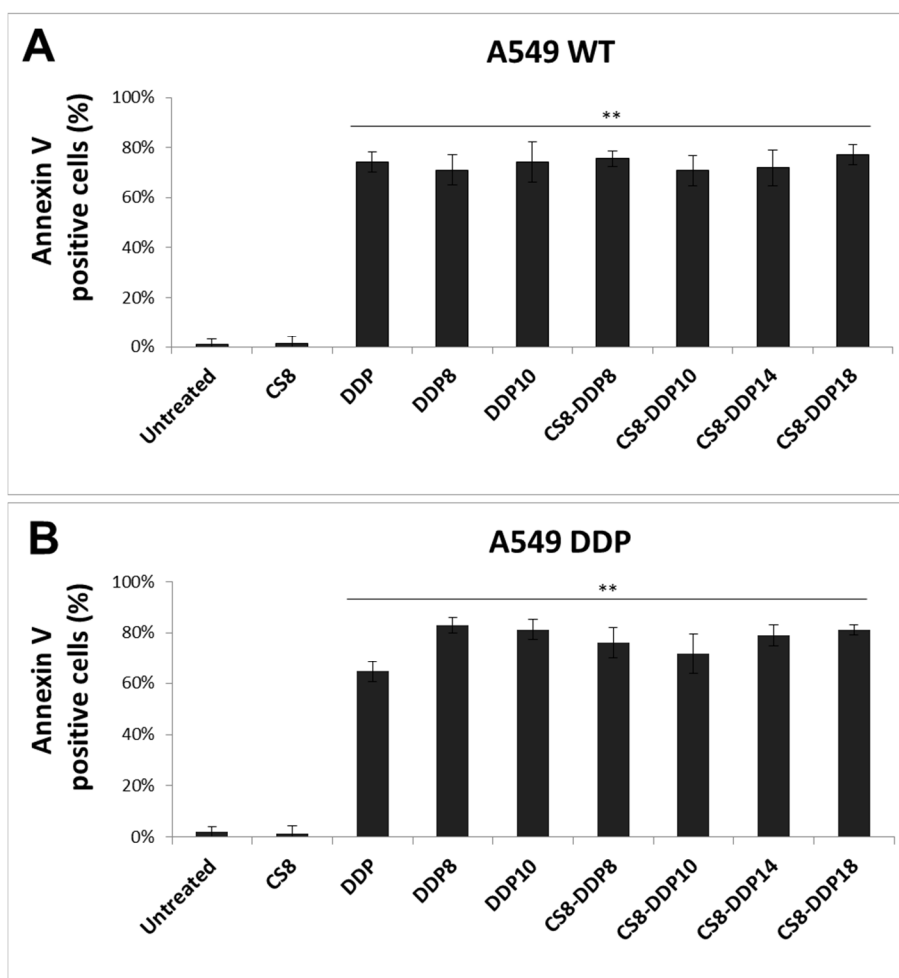 A
A549 WT
Annexin V
positive cells (%)
100%
80%
60%
40%
20%
0%
**
Untreated
CS8
DDP
DDP8
DDP10
CS8-DDP8
CS8-DDP10
CS8-DDP14
CS8-DDP18
B
A549 DDP
Annexin V
positive cells (%)
100%
80%
60%
40%
20%
0%
**
Untreated
CS8
DDP
DDP8
DDP10
CS8-DDP8
CS8-DDP10
CS8-DDP14
CS8-DDP18